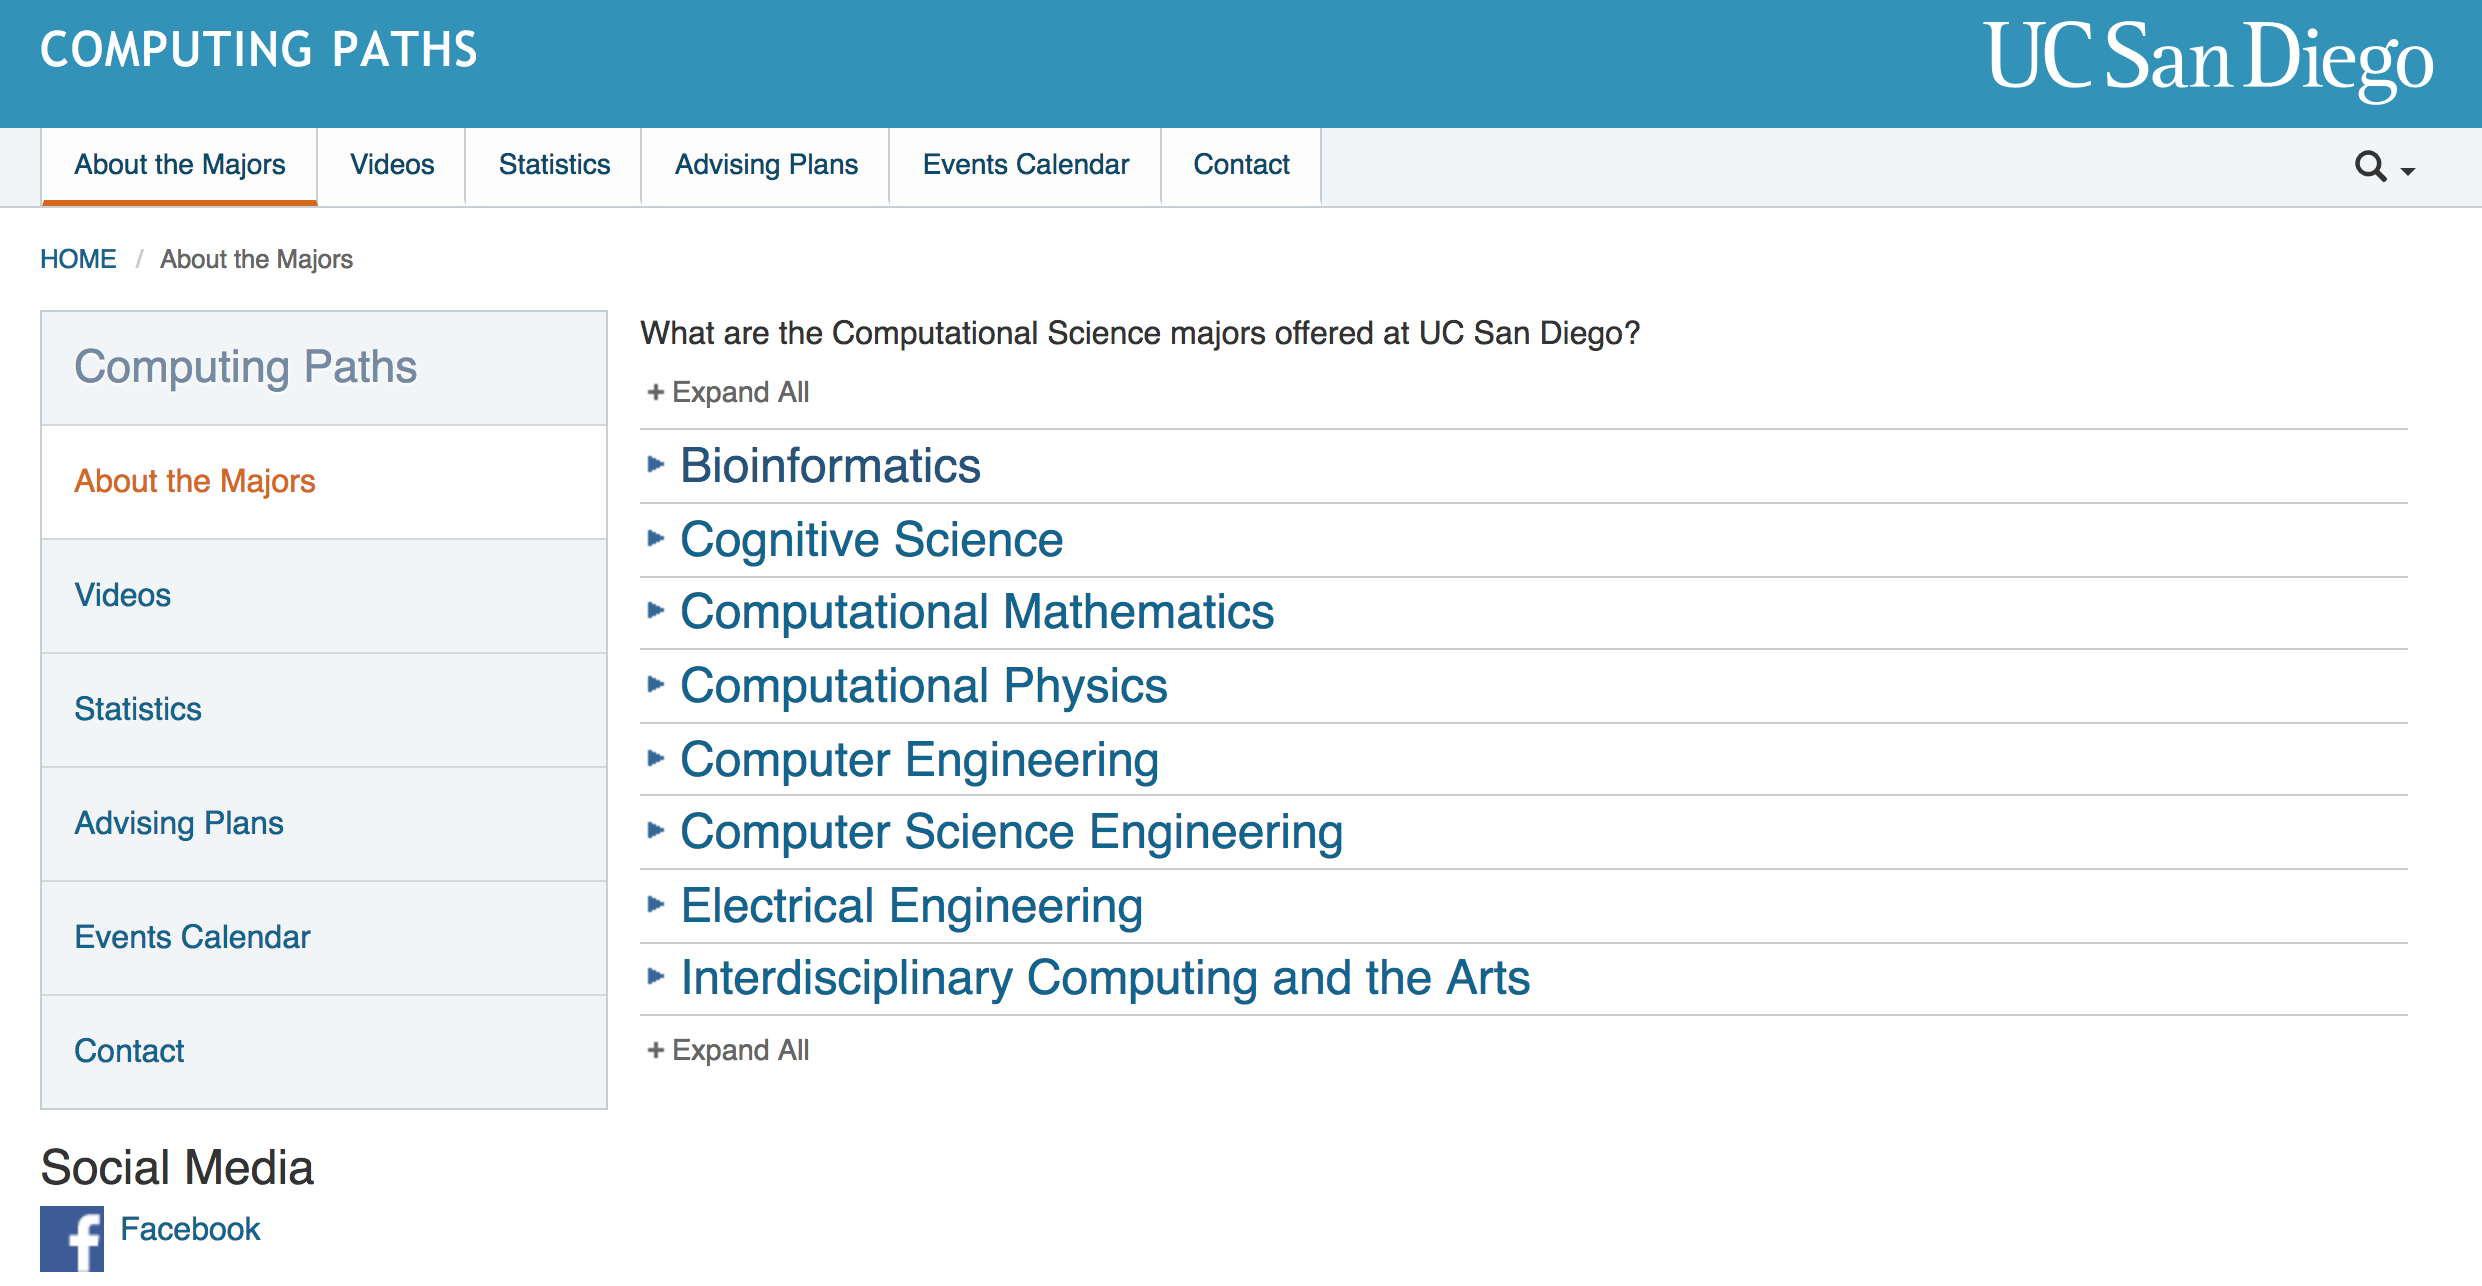 COMPUTING PATHS
UC San Diego
About the Majors
Videos
Statistics
Advising Plans
Events Calendar
Contact
HOME / About the Majors
Computing Paths
About the Majors
Videos
Statistics
Advising Plans
Events Calendar
Contact
Social Media
Facebook
What are the Computational Science majors offered at UC San Diego?
+ Expand All
Bioinformatics
Cognitive Science
Computational Mathematics
Computational Physics
Computer Engineering
Computer Science Engineering
Electrical Engineering
Interdisciplinary Computing and the Arts
+ Expand All